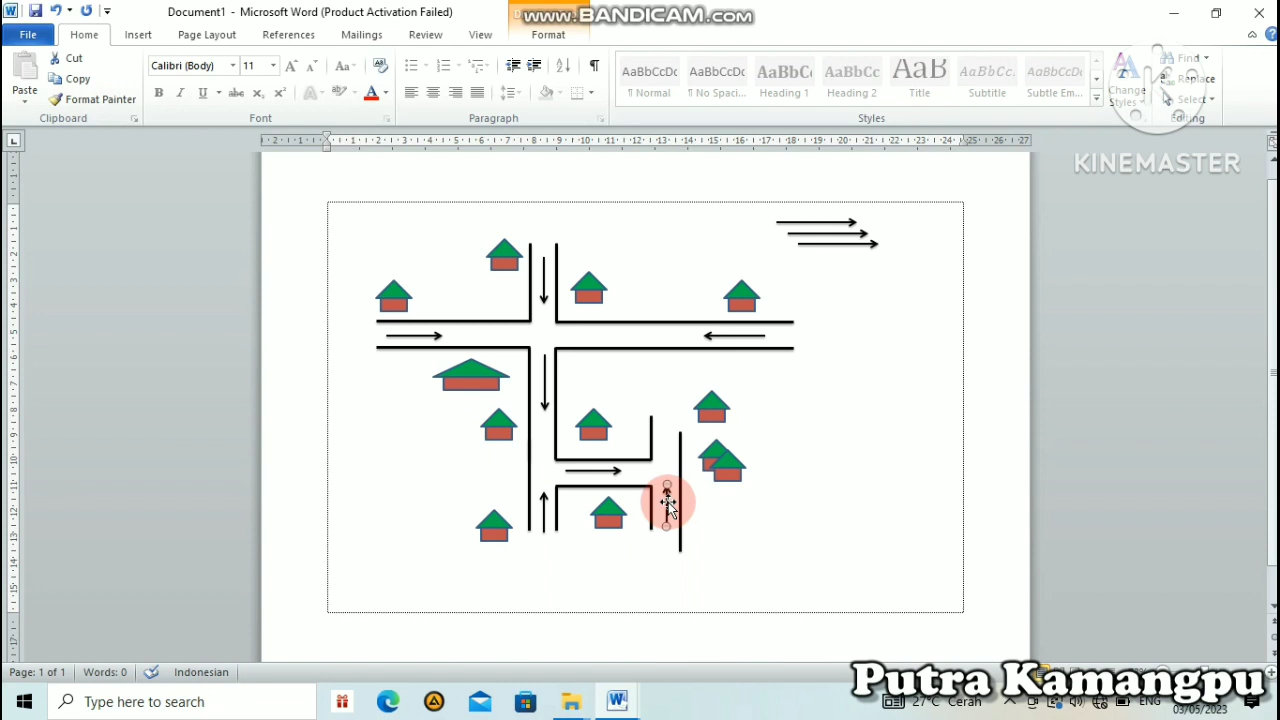 Document1 - Microsoft Word (Product Activation Failed)
www.BANDICAM.com
File Home Insert Page Layout References Mailings Review View Format
Paste
Cut
Copy
Format Painter
Calibri (Body) 11
AaBbCcDc AaBbCcDc AaBbC AaBbCc AaB AaBbCc. AaBbCcDc
¶ Normal ¶ No Spaci... Heading 1 Heading 2 Title Subtitle Subtle Em...
Change Styles
Find
Replace
Select
Clipboard Font Paragraph Styles Editing
KINEMASTER
Page: 1 of 1 Words: 0 Indonesian
Putra Kamangpu
Type here to search
27°C Cerah ENG
03/05/2023